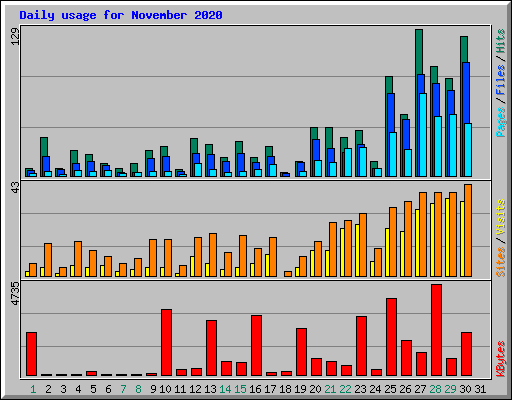 Daily usage for November 2020
129
Pages / Files / Hits
43
Sites / Visits
4735
KBytes
1 2 3 4 5 6 7 8 9 10 11 12 13 14 15 16 17 18 19 20 21 22 23 24 25 26 27 28 29 30 31